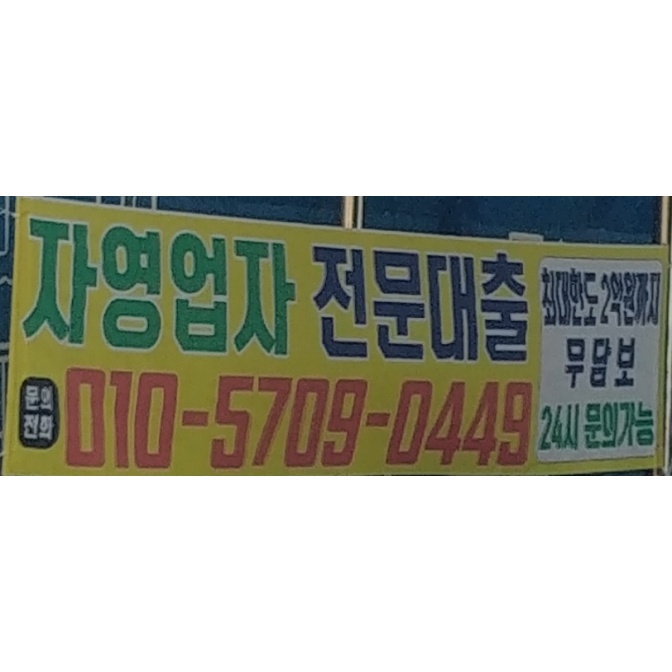 자영업자 전문대출
문의
전화
010-5709-0449
최대한도 2억원까지
무담보
24시 문의가능